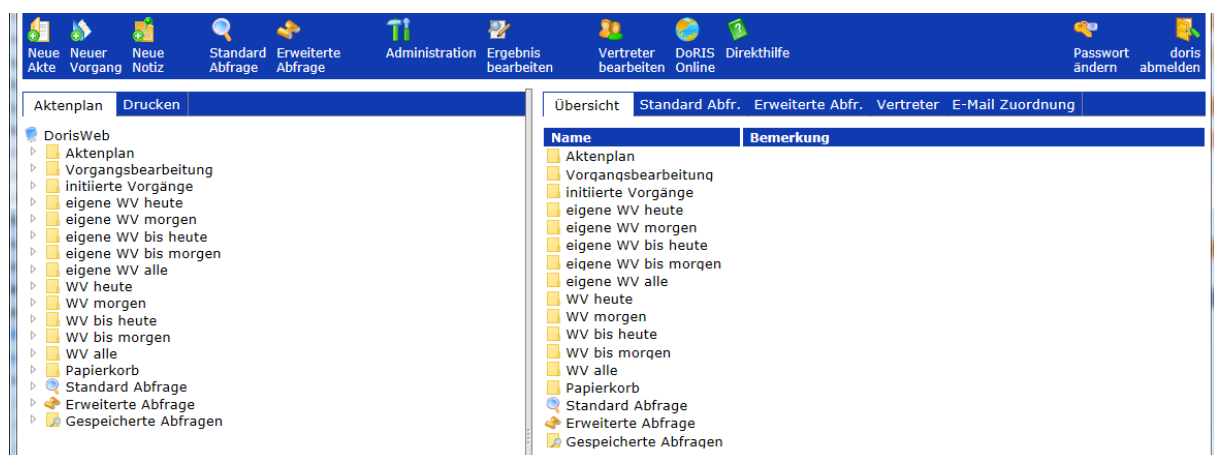 Neue Neuer Neue Standard Erweiterte Administration Ergebnis Vertreter DoRIS Direkthilfe Passwort doris
Akte Vorgang Notiz Abfrage Abfrage bearbeiten bearbeiten Online ändern abmelden
Aktenplan Drucken
DorisWeb
Aktenplan
Vorgangsbearbeitung
initiierte Vorgänge
eigene WV heute
eigene WV morgen
eigene WV bis heute
eigene WV bis morgen
eigene WV alle
WV heute
WV morgen
WV bis heute
WV bis morgen
WV alle
Papierkorb
Standard Abfrage
Erweiterte Abfrage
Gespeicherte Abfragen
Übersicht Standard Abfr. Erweiterte Abfr. Vertreter E-Mail Zuordnung
Name Bemerkung
Aktenplan
Vorgangsbearbeitung
initiierte Vorgänge
eigene WV heute
eigene WV morgen
eigene WV bis heute
eigene WV bis morgen
eigene WV alle
WV heute
WV morgen
WV bis heute
WV bis morgen
WV alle
Papierkorb
Standard Abfrage
Erweiterte Abfrage
Gespeicherte Abfragen